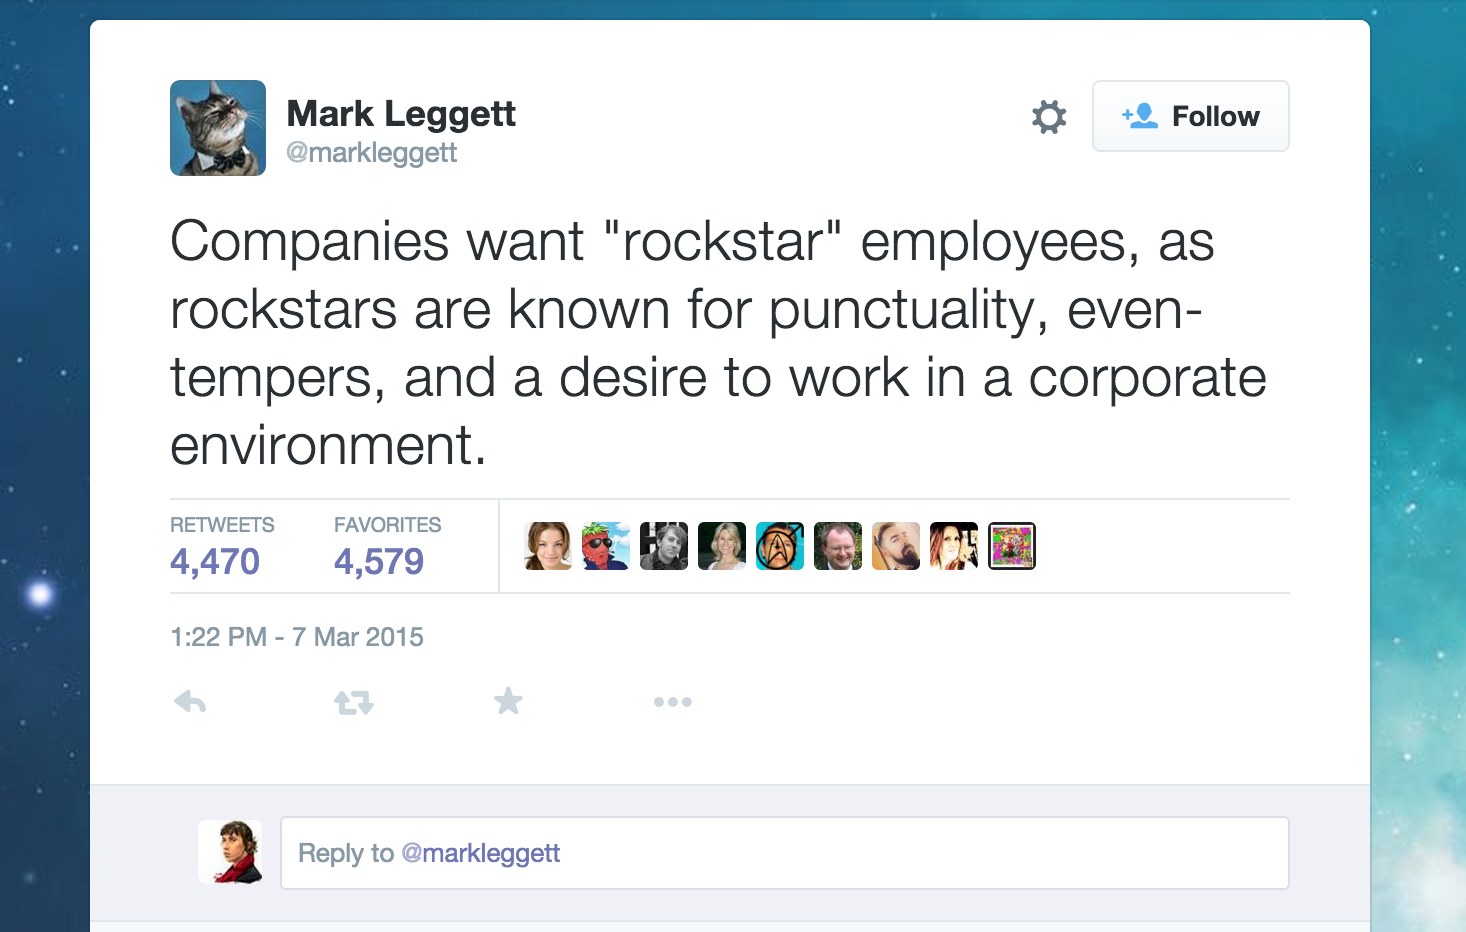 Mark Leggett
@markleggett
Follow
Companies want "rockstar" employees, as
rockstars are known for punctuality, even-
tempers, and a desire to work in a corporate
environment.
RETWEETS FAVORITES
4,470 4,579
1:22 PM - 7 Mar 2015
Reply to @markleggett